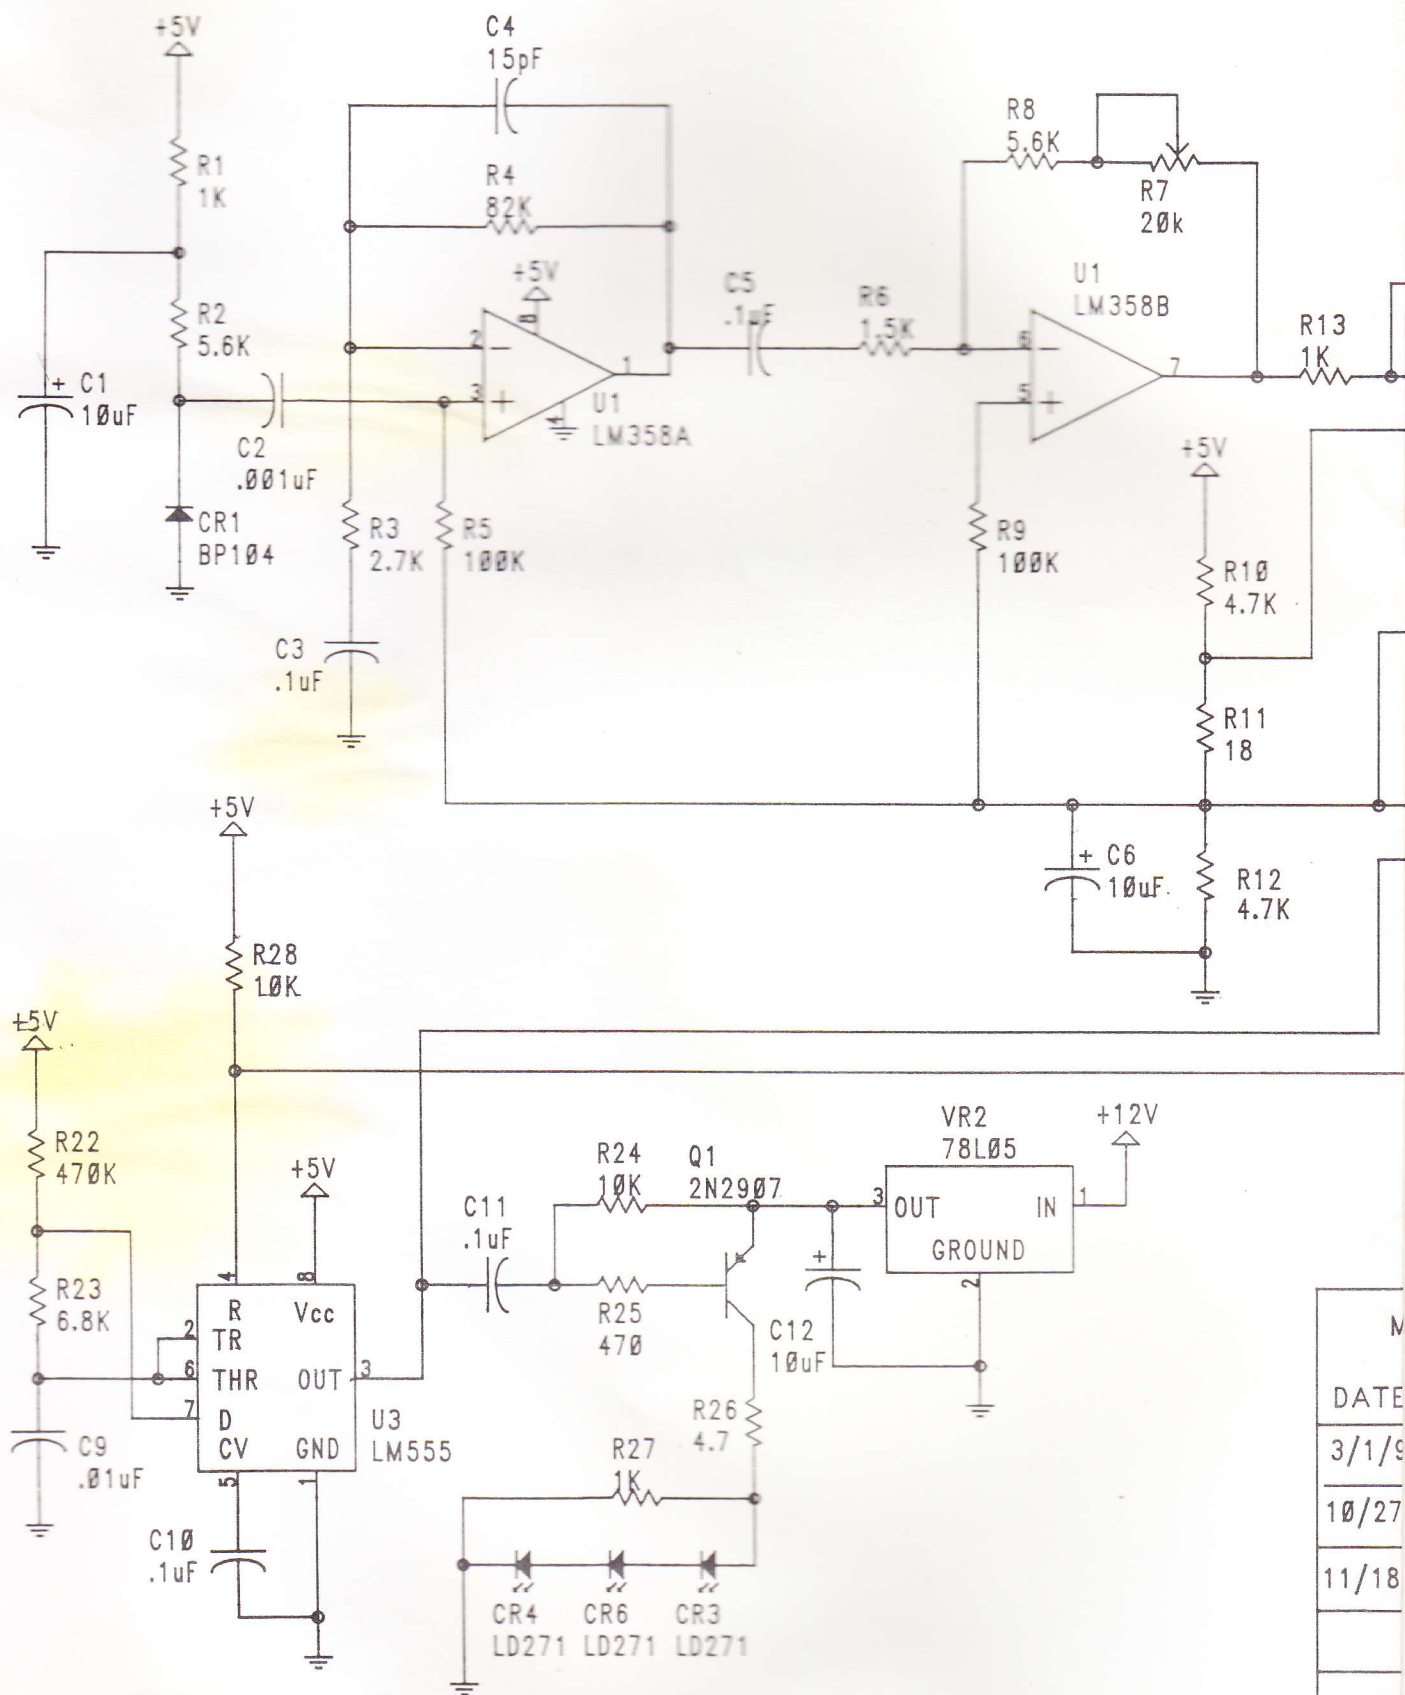 +5V
C4
15pF
R1
1K
R4
82K
R8
5.6K
R7
20k
+5V
8
C5
.1uF
R6
1.5K
U1
LM358B
R2
5.6K
2
-
3
+
1
4
U1
LM358A
6
-
5
+
7
R13
1K
+ C1
10uF
C2
.001uF
+5V
CR1
BP104
R3
2.7K
R5
100K
R9
100K
R10
4.7K
C3
.1uF
R11
18
+5V
+ C6
10uF
R12
4.7K
R28
10K
+5V
R22
470K
+5V
R24
10K
Q1
2N2907
VR2
78L05
+12V
3 OUT
IN 1
GROUND
2
C11
.1uF
R23
6.8K
4
8
R
Vcc
2 TR
6 THR
OUT 3
7 D
CV
GND
5
1
U3
LM555
R25
470
+
C12
10uF
C9
.01uF
R26
4.7
R27
1K
C10
.1uF
CR4
LD271
CR6
LD271
CR3
LD271
M
DATE
3/1/9
10/27
11/18